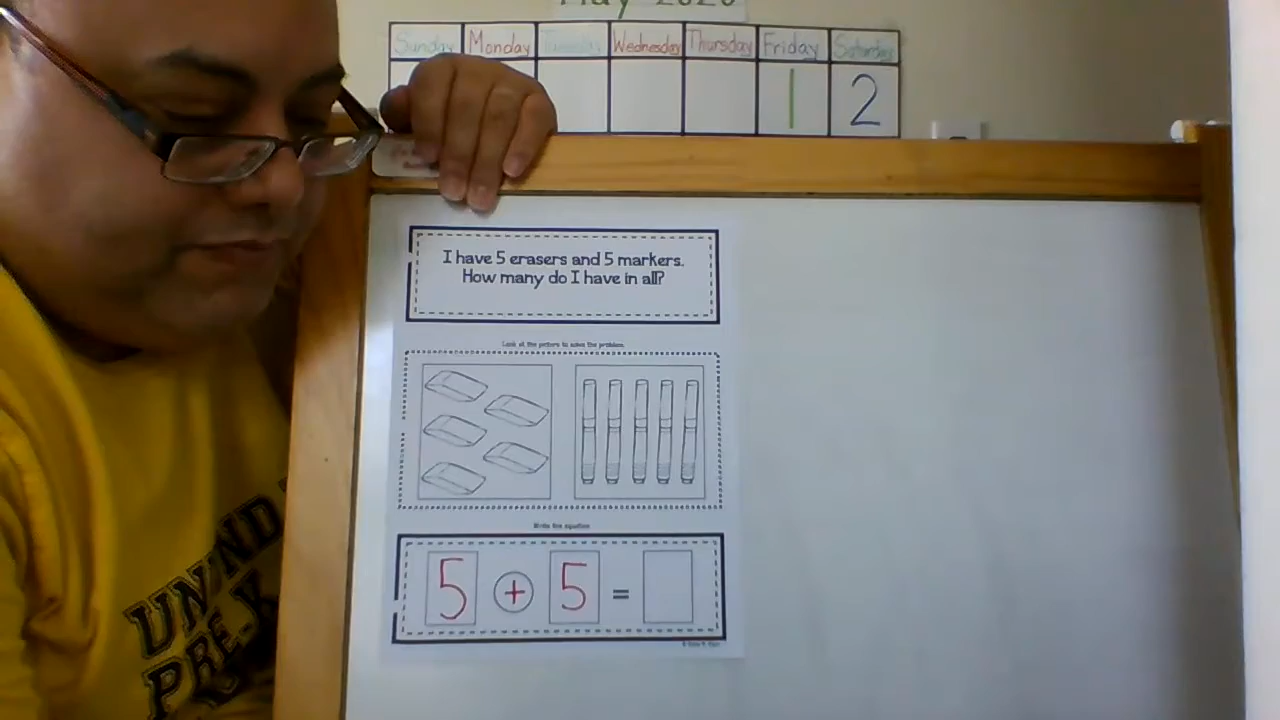 May 2020
Sunday Monday Tuesday Wednesday Thursday Friday Saturday
1 2
I have 5 erasers and 5 markers.
How many do I have in all?
Look at the picture to solve the problem.
Write the equation
5 + 5 =
PRE-K